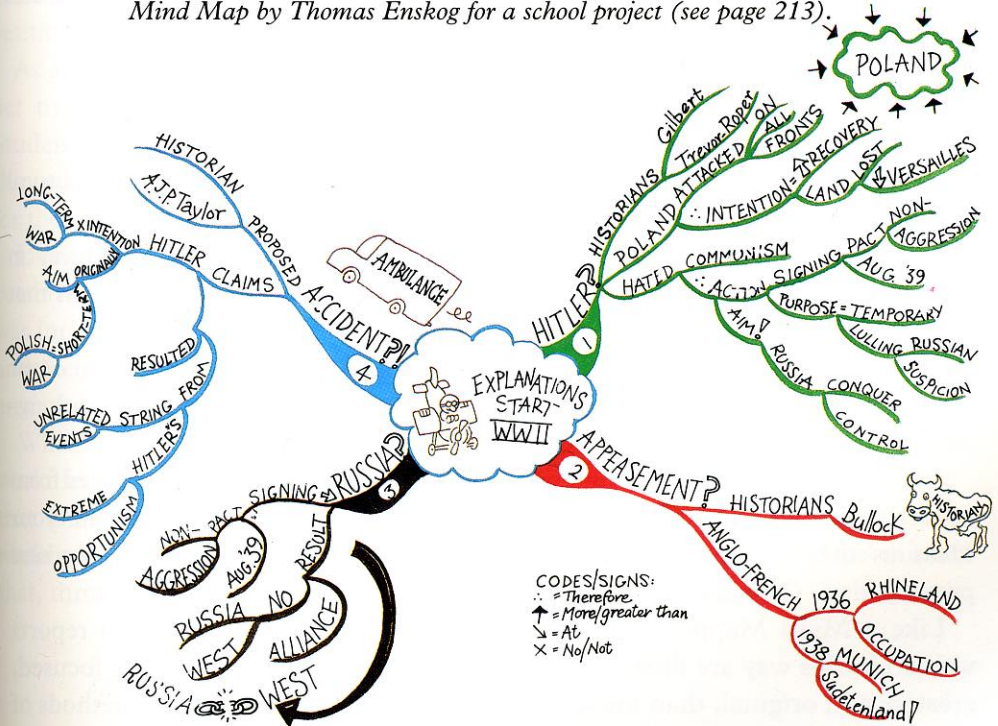 Mind Map by Thomas Enskog for a school project (see page 213).
POLAND
EXPLANATIONS
START
WWII
1
HITLER?
HISTORIANS
Gilbert
Trevor-Roper
POLAND ATTACKED
ON
ALL
FRONTS
∴ INTENTION = ⇧ RECOVERY
LAND LOST
VERSAILLES
HATED COMMUNISM
∴ ACTION SIGNING PACT
NON-
AGGRESSION
AUG '39
PURPOSE = TEMPORARY
LULLING RUSSIAN
SUSPICION
AIM!
RUSSIA CONQUER
CONTROL
2
APPEASEMENT?
HISTORIANS Bullock
HISTORIAN
ANGLO-FRENCH
1936 RHINELAND
OCCUPATION
1938 MUNICH
Sudetenland!
3
RUSSIA?
SIGNING
PACT
NON-
AGGRESSION
AUG.'39
RESULT
NO
ALLIANCE
RUSSIA
WEST
RUSSIA
WEST
4
ACCIDENT?!
AMBULANCE
PROPOSED
HISTORIAN
A.J.P. Taylor
HITLER CLAIMS
X INTENTION
LONG-TERM
WAR
ORIGINALLY
AIM
SHORT-TERM
POLISH =
WAR
RESULTED
FROM
STRING
UNRELATED
EVENTS
HITLER'S
EXTREME
OPPORTUNISM
CODES/SIGNS:
∴ = Therefore
↑ = More/greater than
↘ = At
X = No/Not